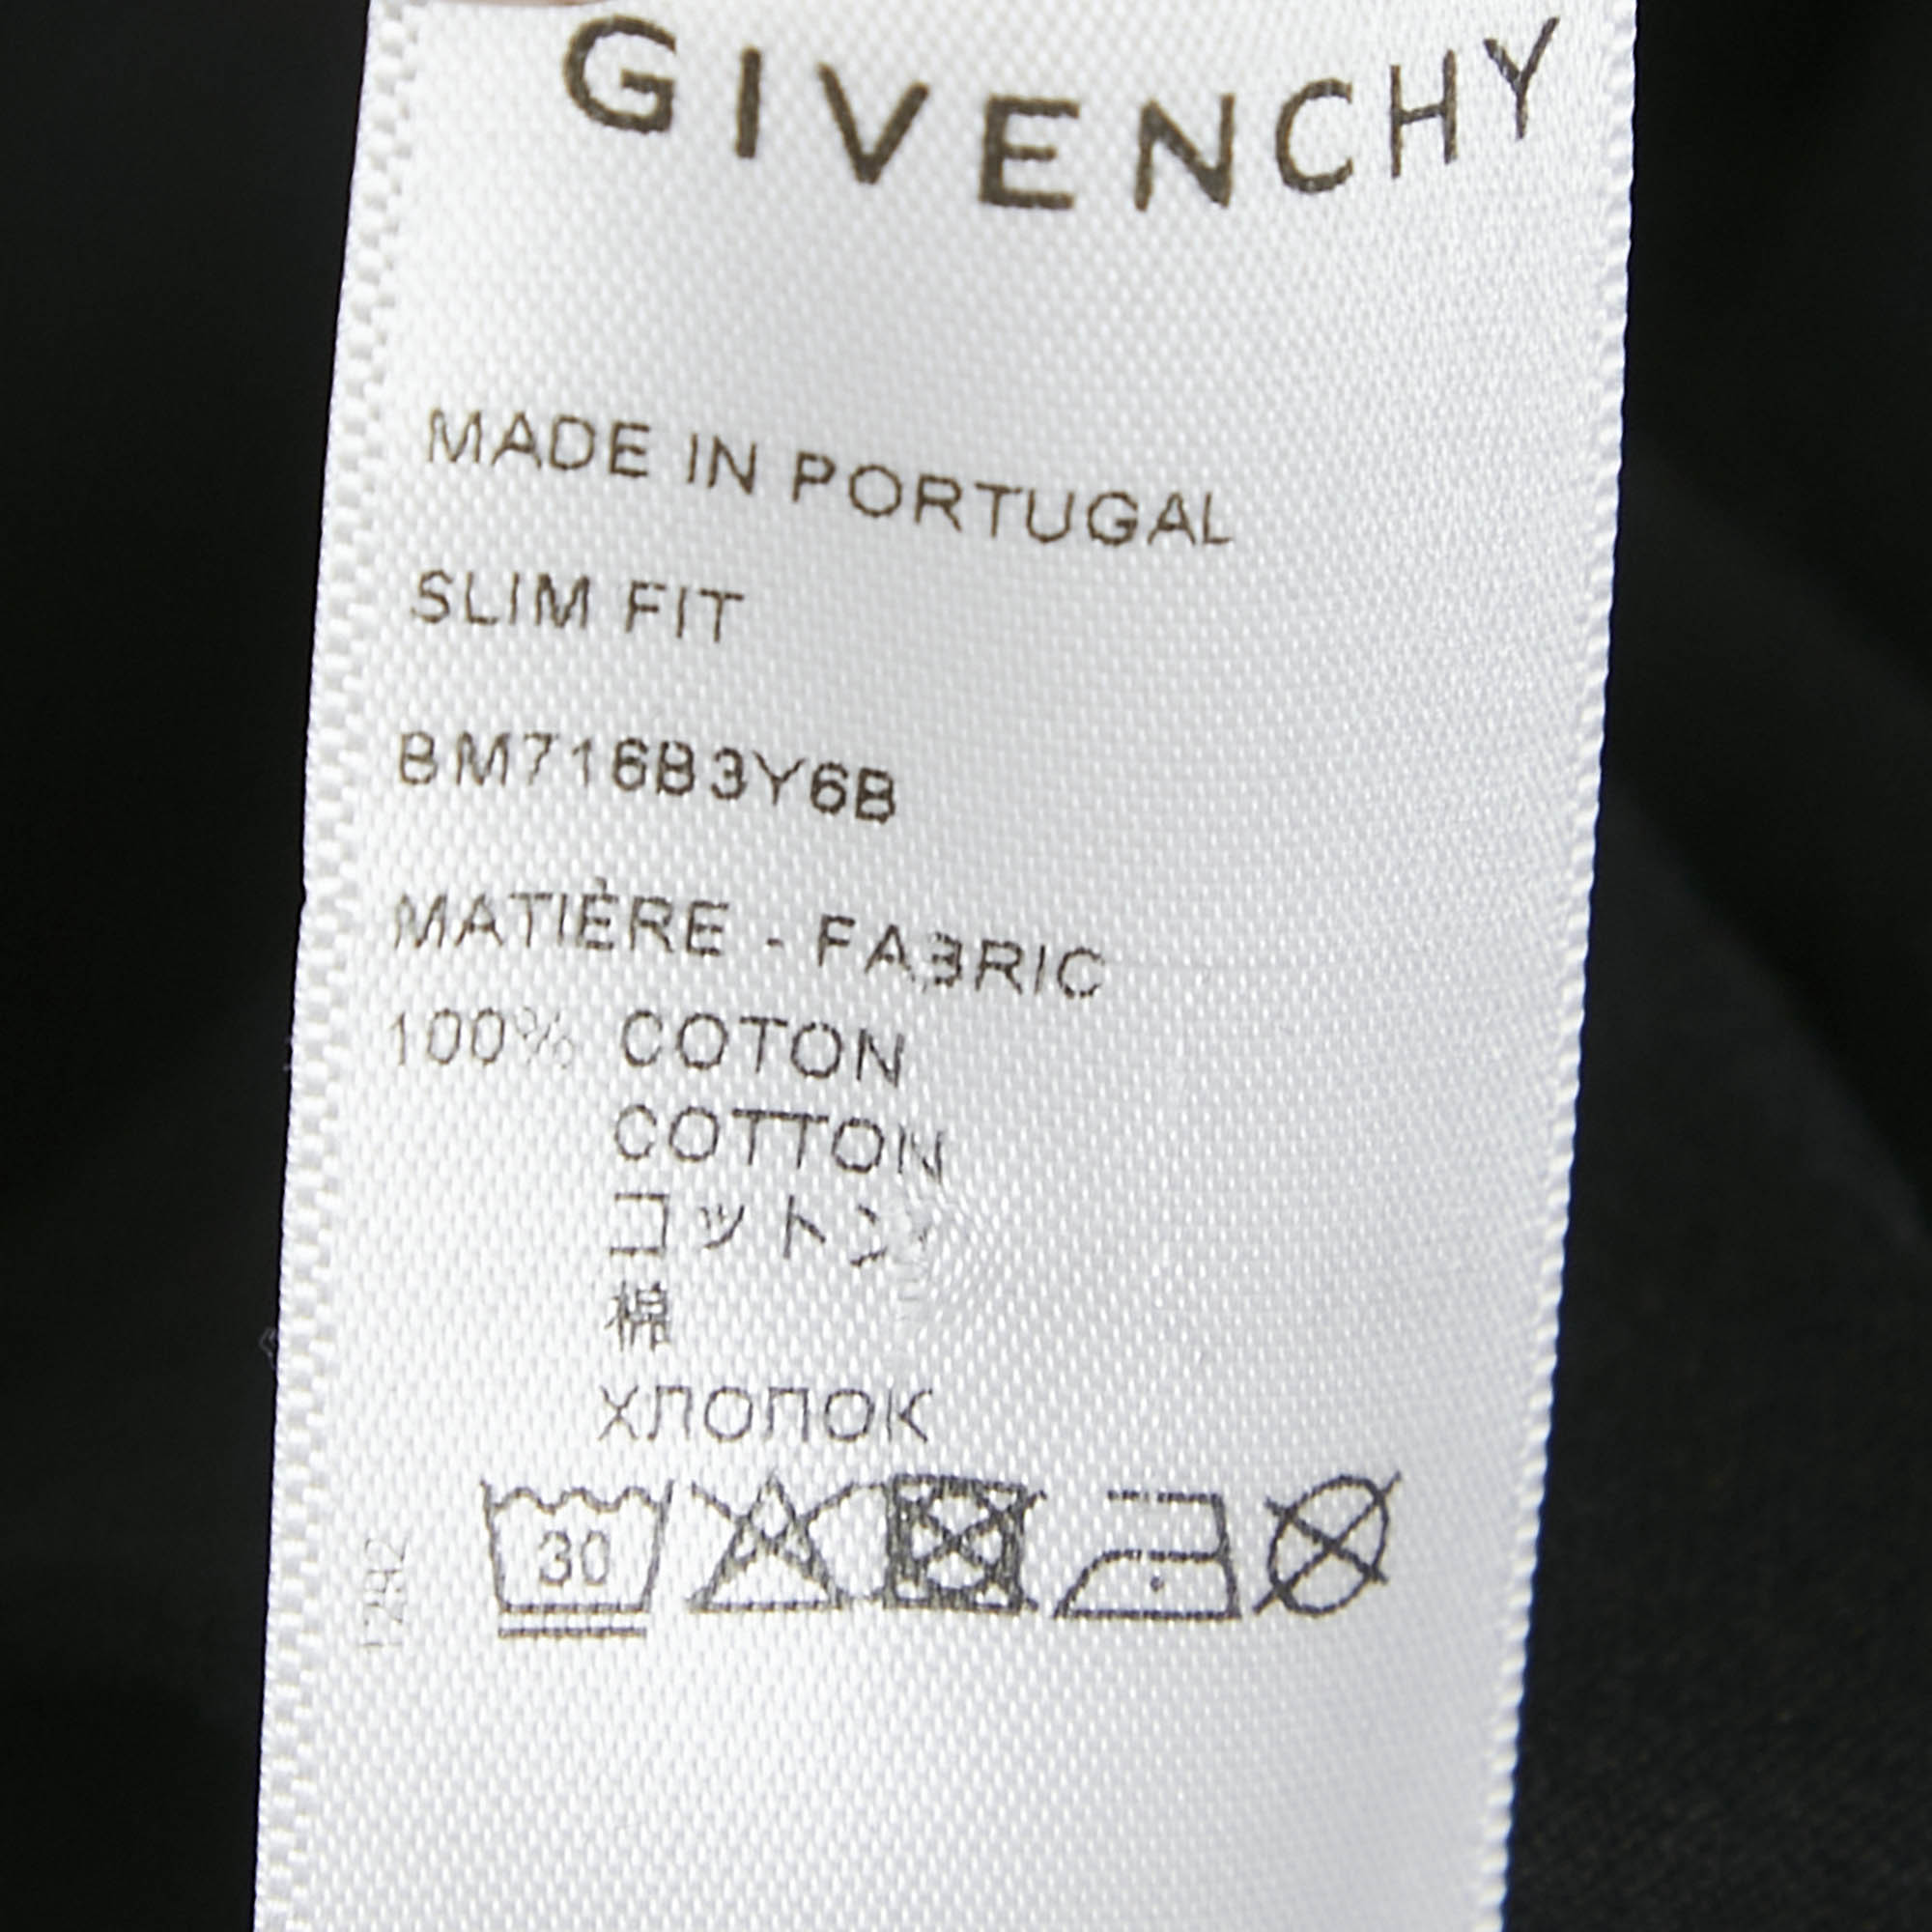 GIVENCHY
MADE IN PORTUGAL
SLIM FIT
BM716B3Y6B
MATIÈRE - FABRIC
100% COTON
COTTON
コットン
棉
ХЛОПОК
30